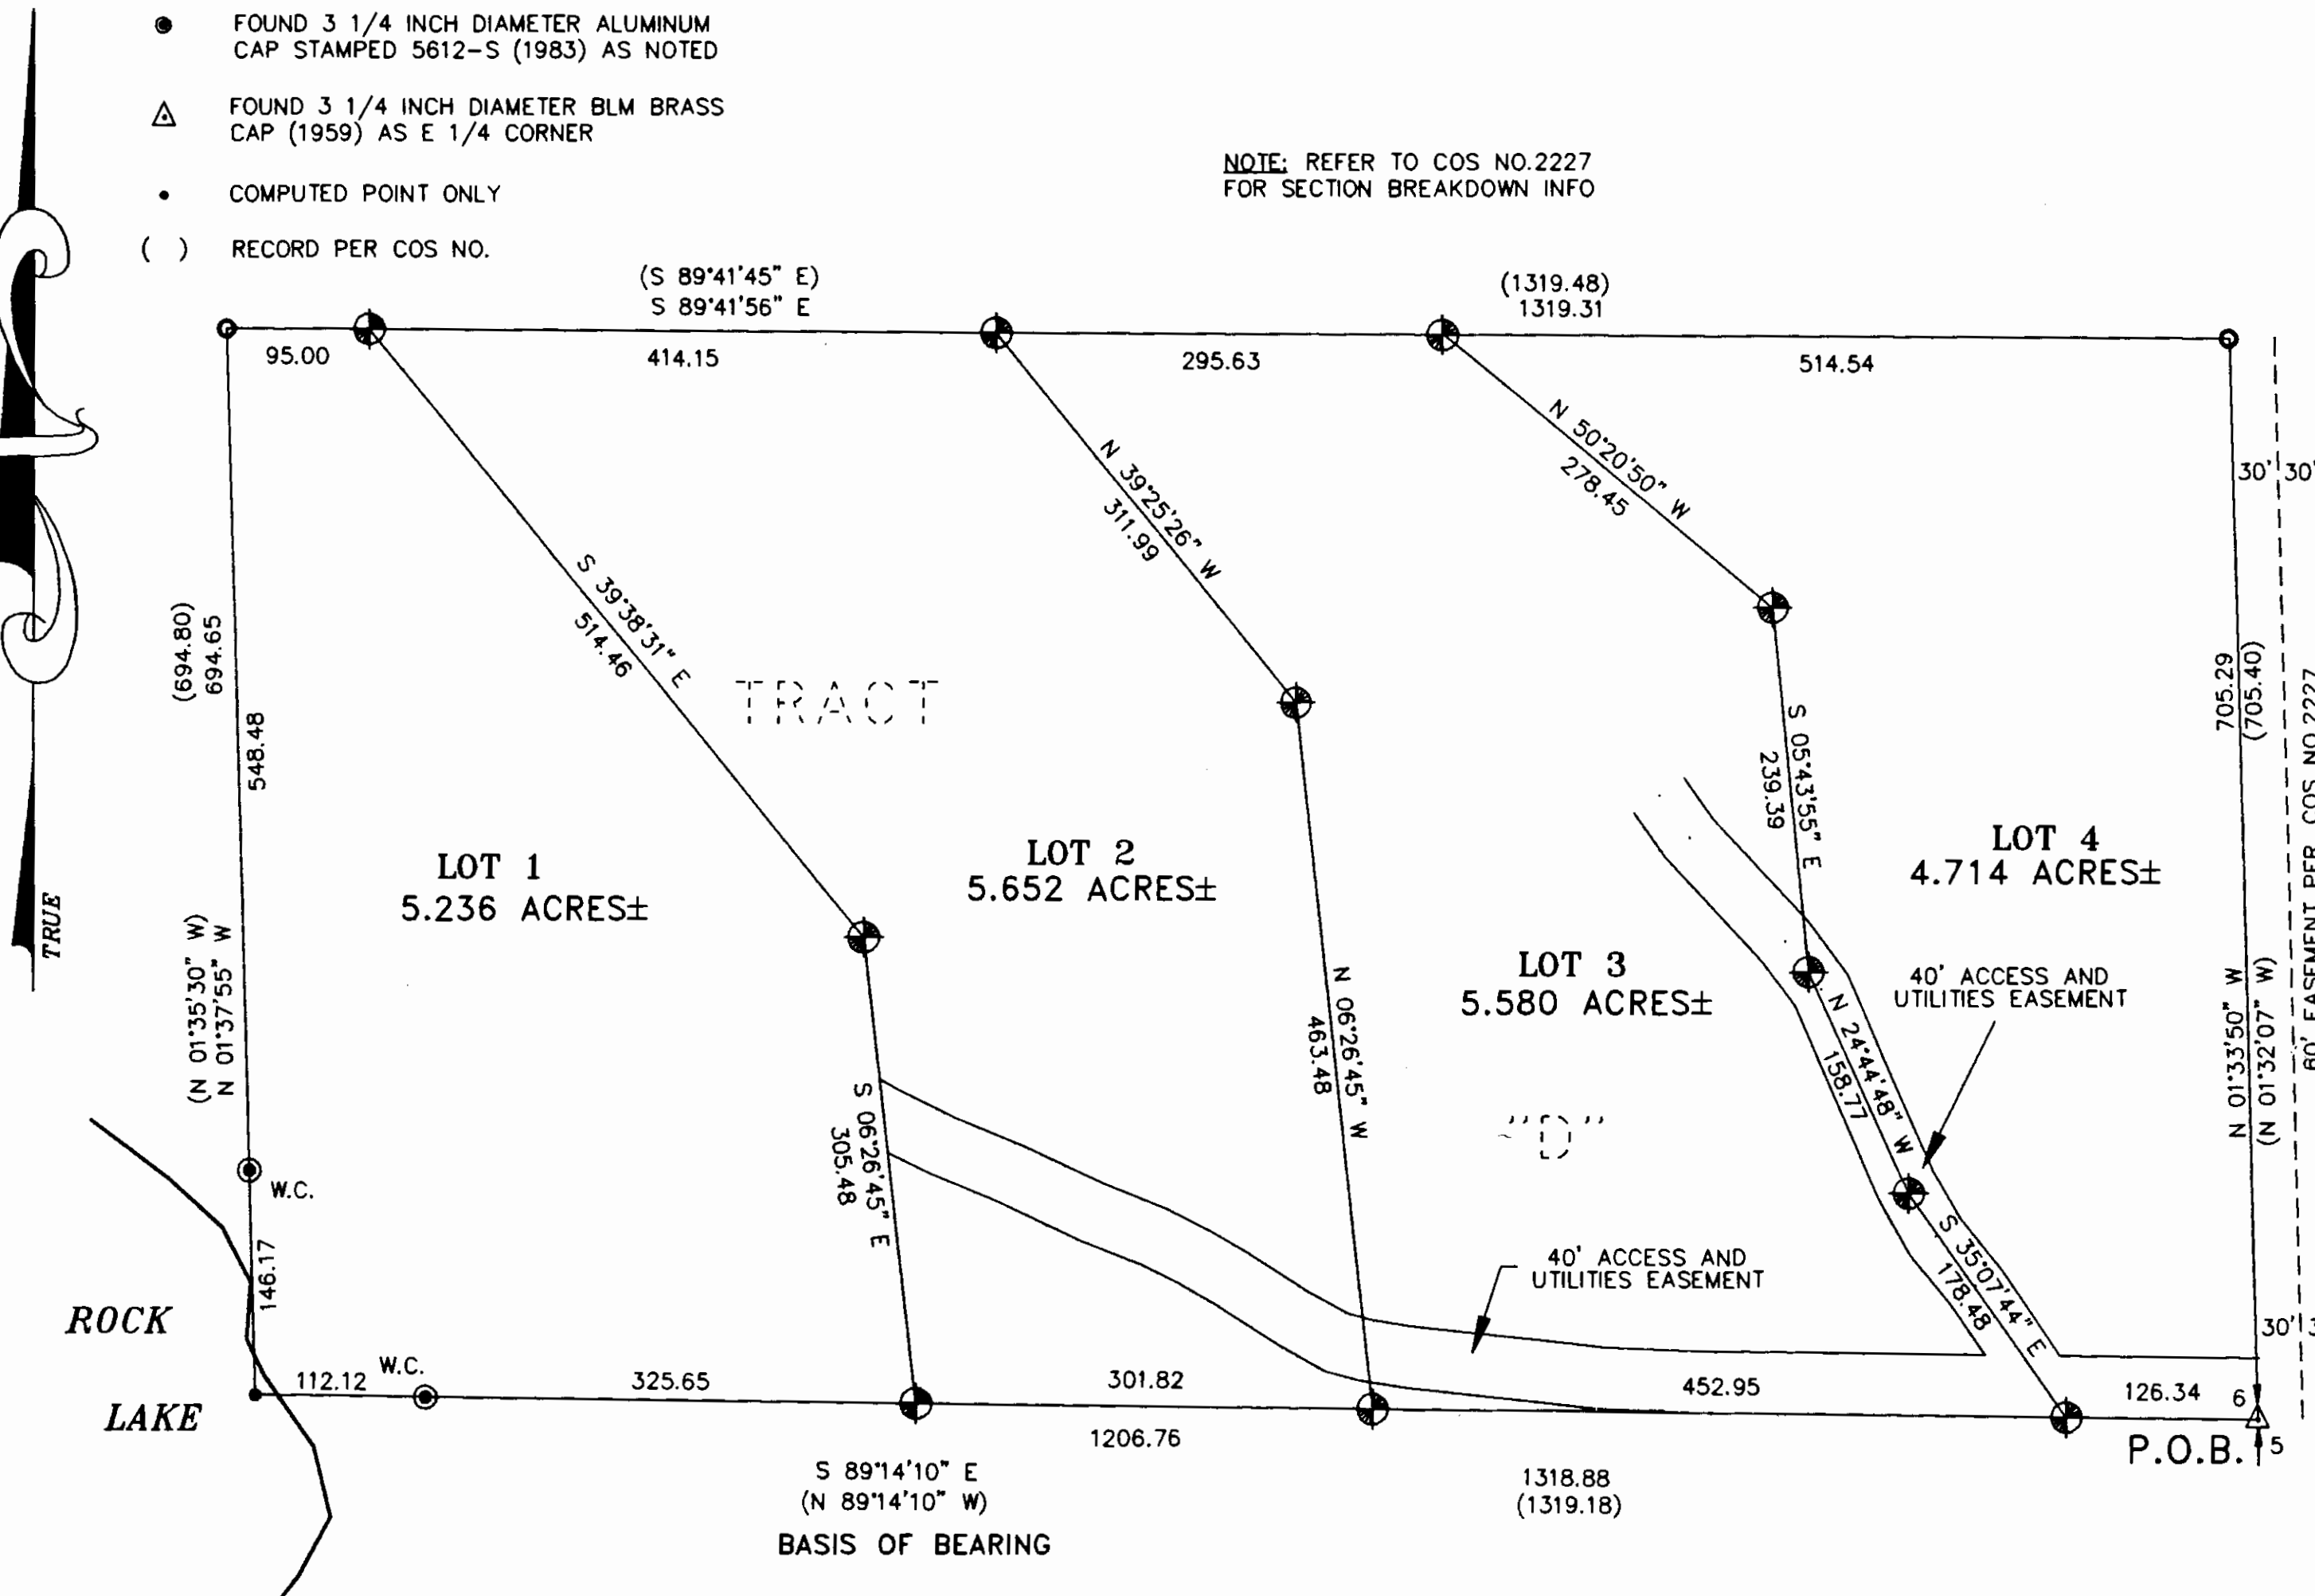 FOUND 3 1/4 INCH DIAMETER ALUMINUM
CAP STAMPED 5612-S (1983) AS NOTED
FOUND 3 1/4 INCH DIAMETER BLM BRASS
CAP (1959) AS E 1/4 CORNER
COMPUTED POINT ONLY
( ) RECORD PER COS NO.
NOTE: REFER TO COS NO.2227
FOR SECTION BREAKDOWN INFO
(S 89°41'45" E)
S 89°41'56" E
(1319.48)
1319.31
95.00
414.15
295.63
514.54
N 50°20'50" W
278.45
N 39°25'26" W
311.99
S 39°38'31" E
514.46
30' 30'
(694.80)
694.65
548.48
TRACT
S 05°43'55" E
239.39
705.29
(705.40)
LOT 1
5.236 ACRES±
LOT 2
5.652 ACRES±
LOT 3
5.580 ACRES±
LOT 4
4.714 ACRES±
TRUE
(N 01°35'30" W)
N 01°37'55" W
40' ACCESS AND
UTILITIES EASEMENT
N 24°44'48" W
158.77
N 01°33'50" W
(N 01°32'07" W)
EASEMENT PER COS NO.2227
N 06°26'45" W
463.48
S 06°26'45" E
305.48
"D"
W.C.
146.17
40' ACCESS AND
UTILITIES EASEMENT
S 35°07'44" E
178.48
30'
ROCK
LAKE
112.12
W.C.
325.65
301.82
452.95
126.34
6
5
P.O.B.
1206.76
S 89°14'10" E
(N 89°14'10" W)
1318.88
(1319.18)
BASIS OF BEARING